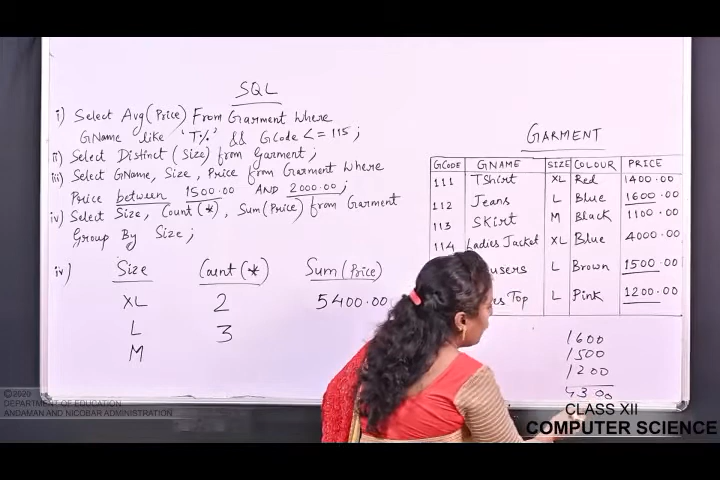 SQL
i) Select Avg(Price) From Garment Where
GName like 'T%' && GCode <= 115;
ii) Select Distinct (Size) from Garment;
iii) Select GName, Size, Price from Garment Where
Price between 1500.00 AND 2000.00;
iv) Select Size, Count(*), Sum(Price) from Garment
Group By Size;
iv) Size Count(*) Sum(Price)
XL 2 5400.00
L 3
M
GARMENT
GCODE GNAME SIZE COLOUR PRICE
111 TShirt XL Red 1400.00
112 Jeans L Blue 1600.00
113 Skirt M Black 1100.00
114 Ladies Jacket XL Blue 4000.00
users L Brown 1500.00
es Top L Pink 1200.00
1600
1500
1200
4300
©2020
DEPARTMENT OF EDUCATION
ANDAMAN AND NICOBAR ADMINISTRATION
CLASS XII
COMPUTER SCIENCE